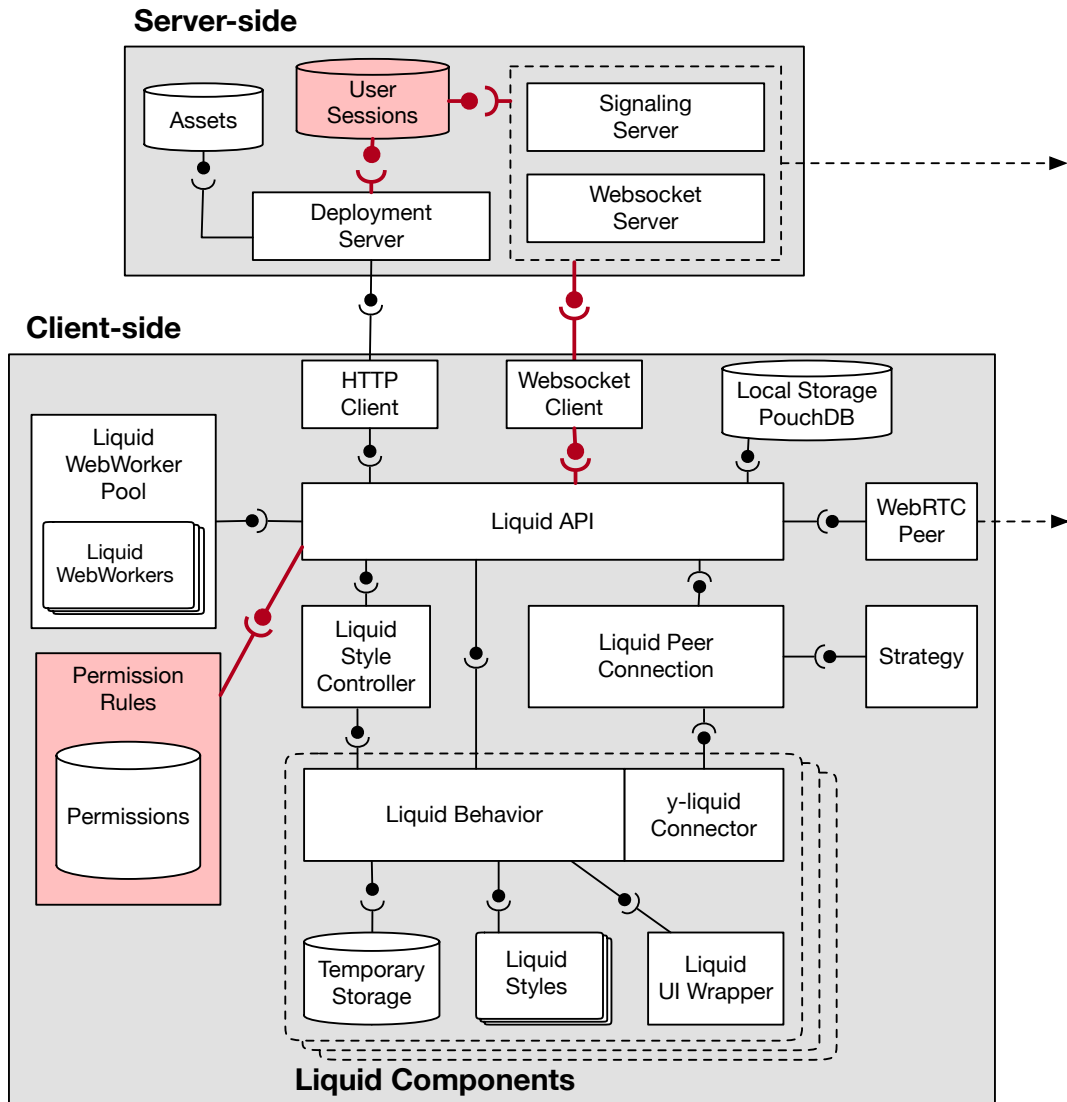 Server-side
User
Sessions
Assets
Signaling
Server
Websocket
Server
Deployment
Server
Client-side
HTTP
Client
Websocket
Client
Local Storage
PouchDB
Liquid
WebWorker
Pool
Liquid
WebWorkers
Liquid API
WebRTC
Peer
Permission
Rules
Permissions
Liquid
Style
Controller
Liquid Peer
Connection
Strategy
Liquid Behavior
y-liquid
Connector
Temporary
Storage
Liquid
Styles
Liquid
UI Wrapper
Liquid Components